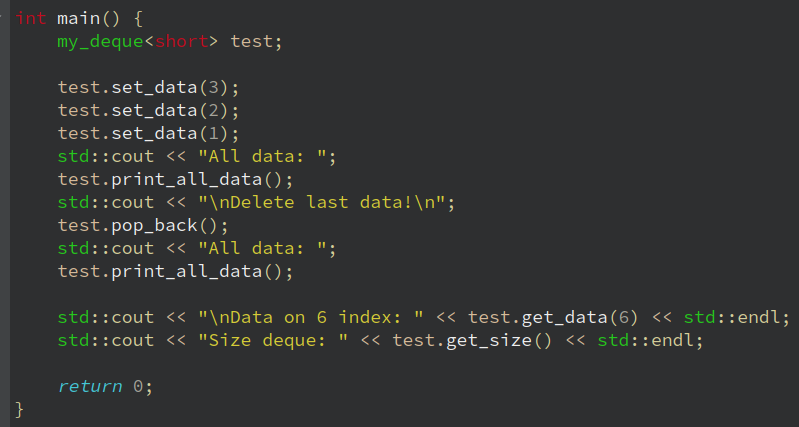 int main() {
    my_deque<short> test;

    test.set_data(3);
    test.set_data(2);
    test.set_data(1);
    std::cout << "All data: ";
    test.print_all_data();
    std::cout << "\nDelete last data!\n";
    test.pop_back();
    std::cout << "All data: ";
    test.print_all_data();

    std::cout << "\nData on 6 index: " << test.get_data(6) << std::endl;
    std::cout << "Size deque: " << test.get_size() << std::endl;

    return 0;
}